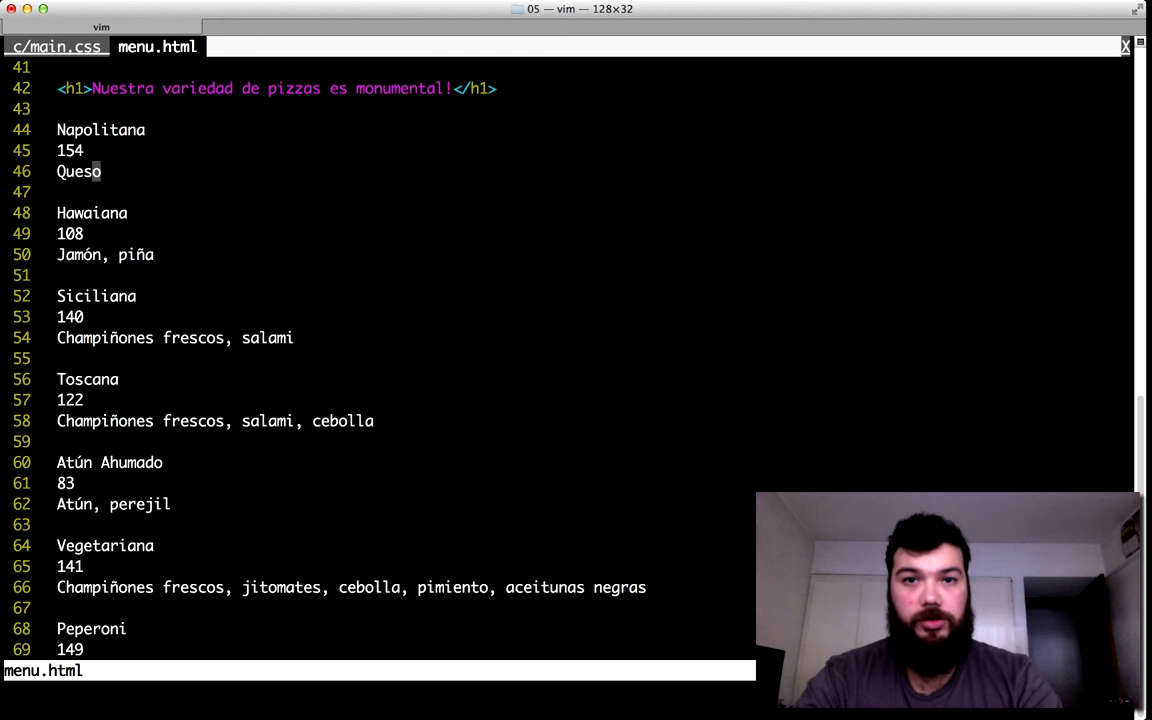 05 — vim — 128×32
vim
c/main.css menu.html X
41
42 <h1>Nuestra variedad de pizzas es monumental!</h1>
43
44 Napolitana
45 154
46 Queso
47
48 Hawaiana
49 108
50 Jamón, piña
51
52 Siciliana
53 140
54 Champiñones frescos, salami
55
56 Toscana
57 122
58 Champiñones frescos, salami, cebolla
59
60 Atún Ahumado
61 83
62 Atún, perejil
63
64 Vegetariana
65 141
66 Champiñones frescos, jitomates, cebolla, pimiento, aceitunas negras
67
68 Peperoni
69 149
menu.html